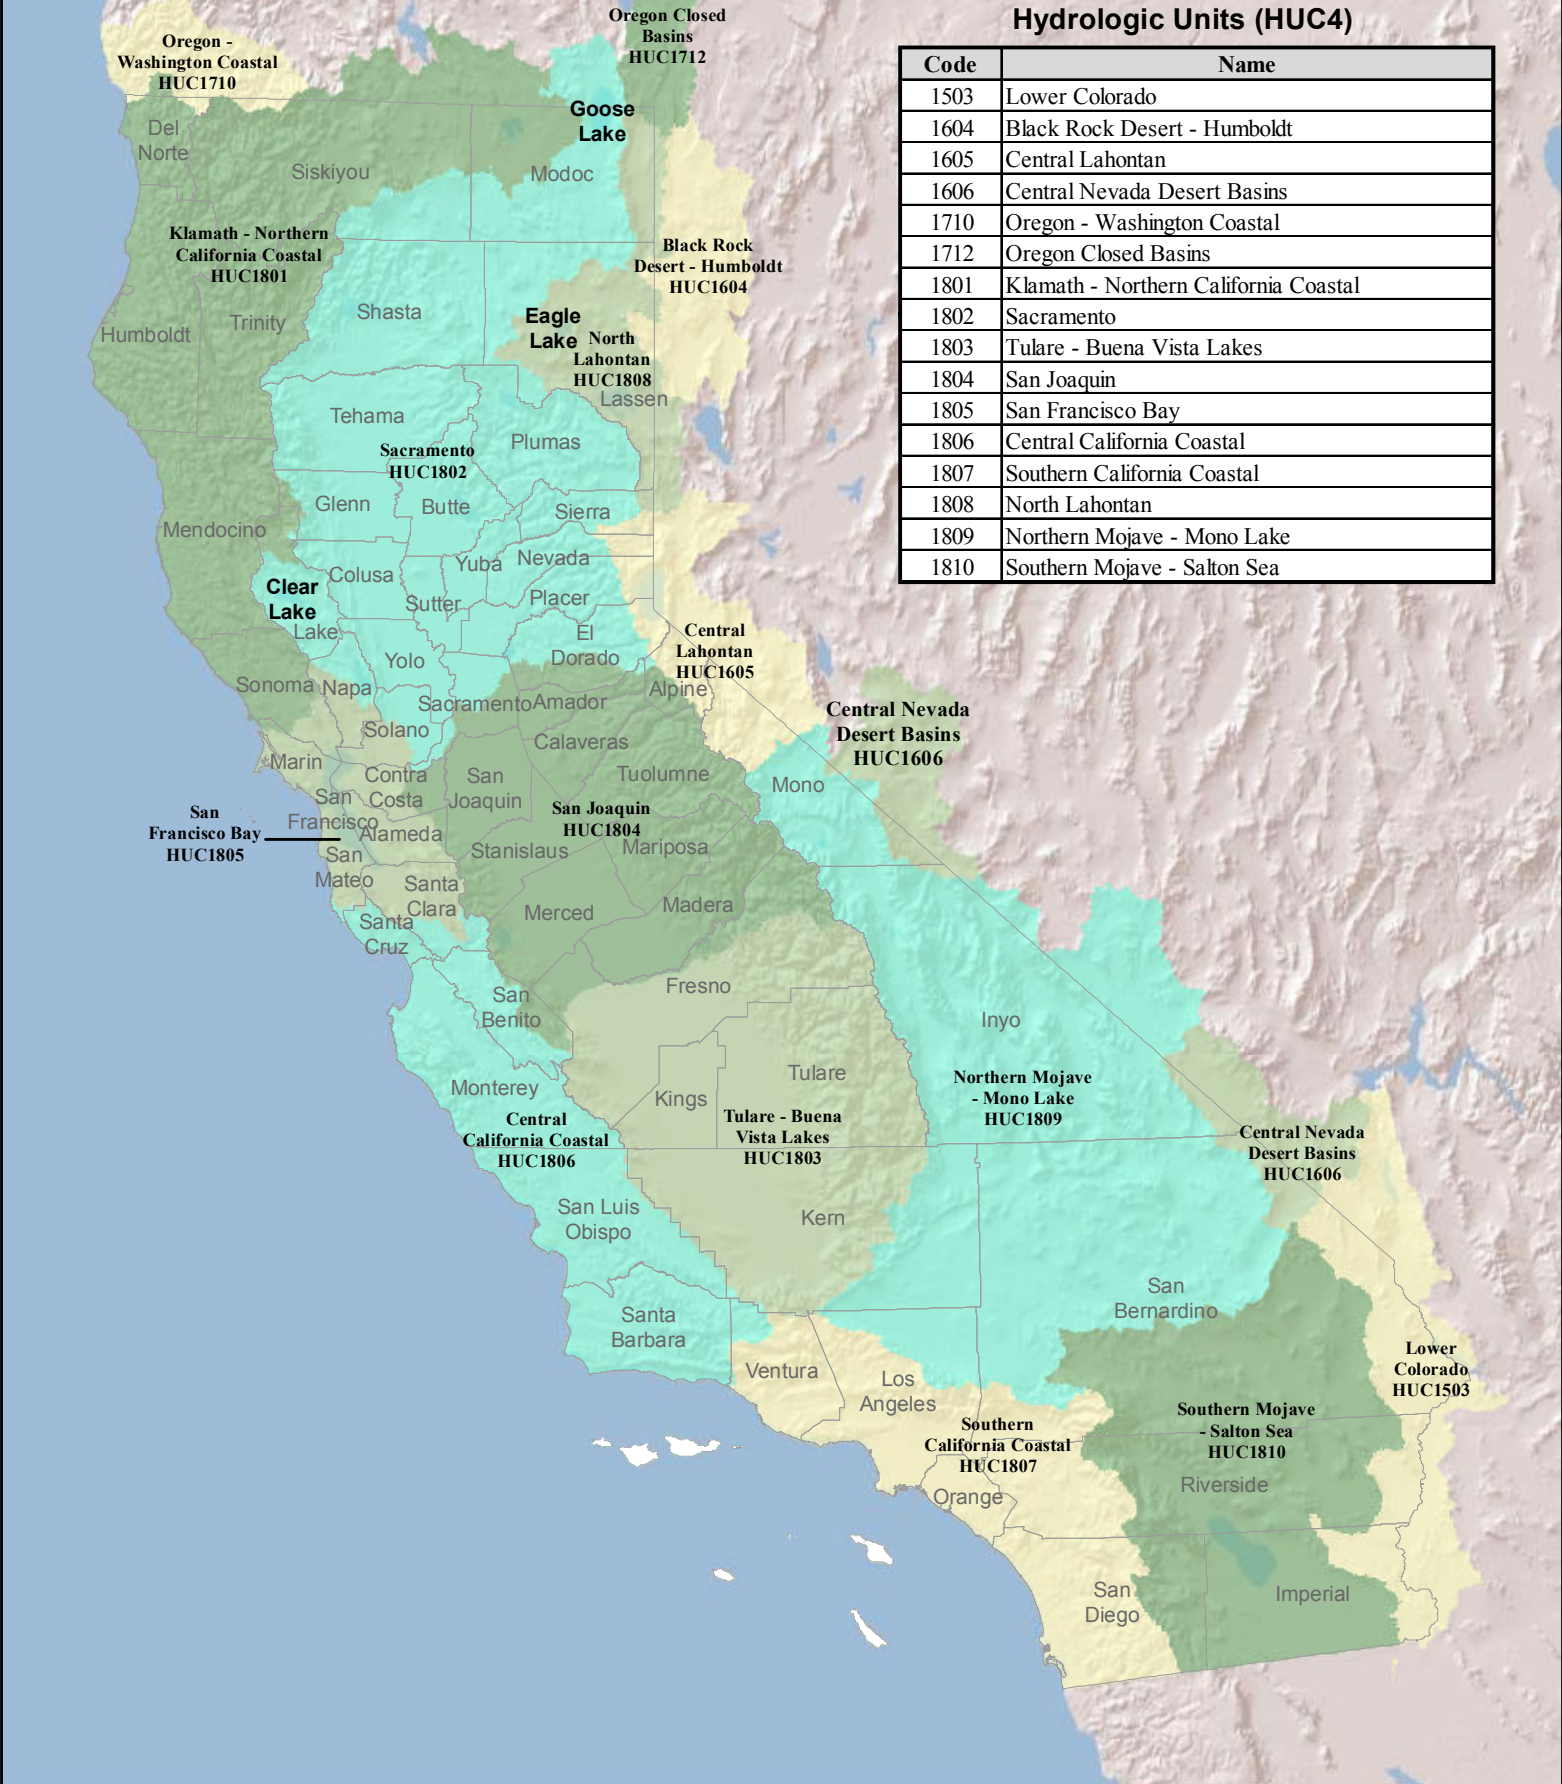 Hydrologic Units (HUC4)
Code Name
1503 Lower Colorado
1604 Black Rock Desert - Humboldt
1605 Central Lahontan
1606 Central Nevada Desert Basins
1710 Oregon - Washington Coastal
1712 Oregon Closed Basins
1801 Klamath - Northern California Coastal
1802 Sacramento
1803 Tulare - Buena Vista Lakes
1804 San Joaquin
1805 San Francisco Bay
1806 Central California Coastal
1807 Southern California Coastal
1808 North Lahontan
1809 Northern Mojave - Mono Lake
1810 Southern Mojave - Salton Sea
Oregon -
Washington Coastal
HUC1710
Oregon Closed
Basins
HUC1712
Goose
Lake
Del
Norte
Siskiyou
Modoc
Klamath - Northern
California Coastal
HUC1801
Black Rock
Desert - Humboldt
HUC1604
Humboldt
Trinity
Shasta
Eagle
Lake
North
Lahontan
HUC1808
Lassen
Tehama
Plumas
Sacramento
HUC1802
Glenn
Butte
Sierra
Mendocino
Colusa
Yuba
Nevada
Clear
Lake
Lake
Sutter
Placer
El
Dorado
Central
Lahontan
HUC1605
Yolo
Sonoma
Napa
Sacramento
Amador
Alpine
Solano
Calaveras
Central Nevada
Desert Basins
HUC1606
Marin
Contra
Costa
San
Joaquin
Tuolumne
Mono
San
Francisco
San
Francisco Bay
HUC1805
Alameda
San Joaquin
HUC1804
Stanislaus
Mariposa
San
Mateo
Santa
Clara
Merced
Madera
Santa
Cruz
Fresno
San
Benito
Inyo
Monterey
Kings
Tulare
Northern Mojave
- Mono Lake
HUC1809
Central
California Coastal
HUC1806
Tulare - Buena
Vista Lakes
HUC1803
Central Nevada
Desert Basins
HUC1606
San Luis
Obispo
Kern
San
Bernardino
Santa
Barbara
Ventura
Los
Angeles
Lower
Colorado
HUC1503
Southern
California Coastal
HUC1807
Southern Mojave
- Salton Sea
HUC1810
Orange
Riverside
San
Diego
Imperial